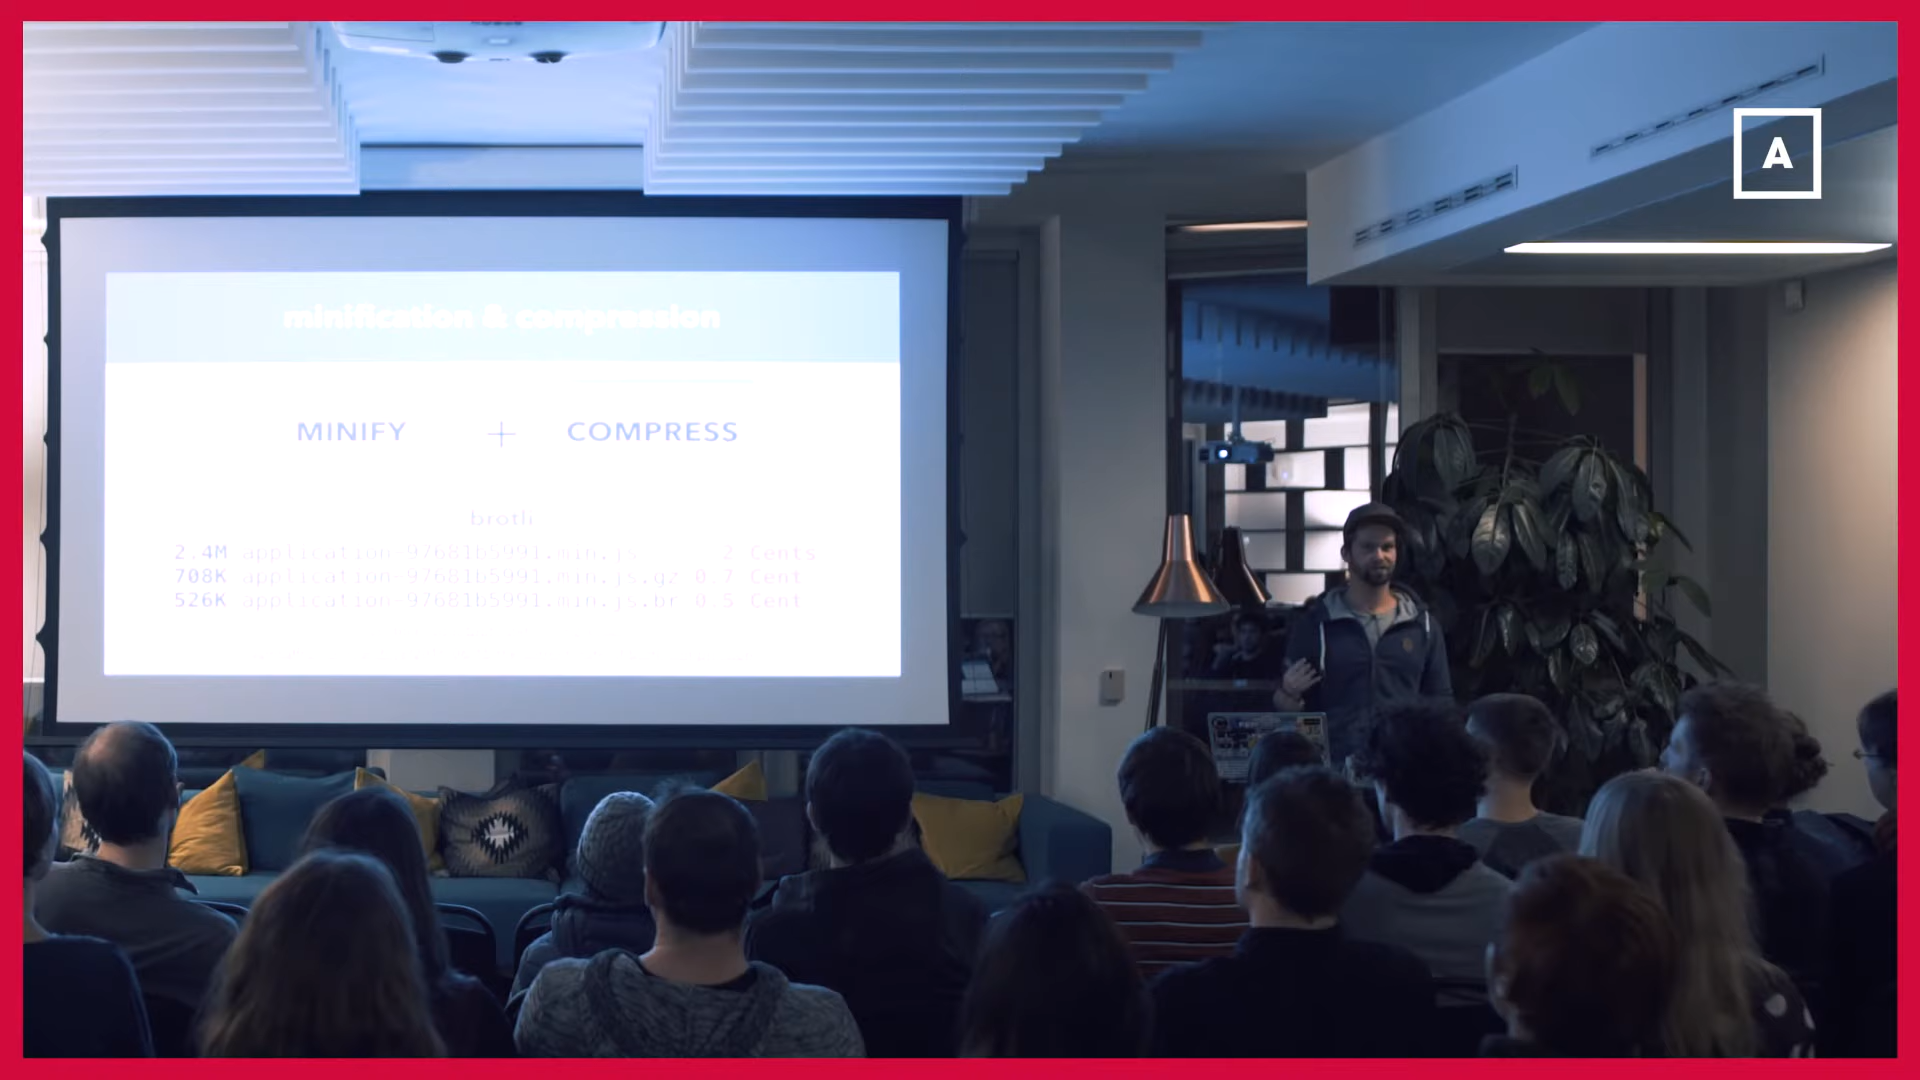 A
minification & compression
MINIFY + COMPRESS
brotli
2.4M application-97681b5991.min.js 2 Cents
708K application-97681b5991.min.js.gz 0.7 Cent
526K application-97681b5991.min.js.br 0.5 Cent